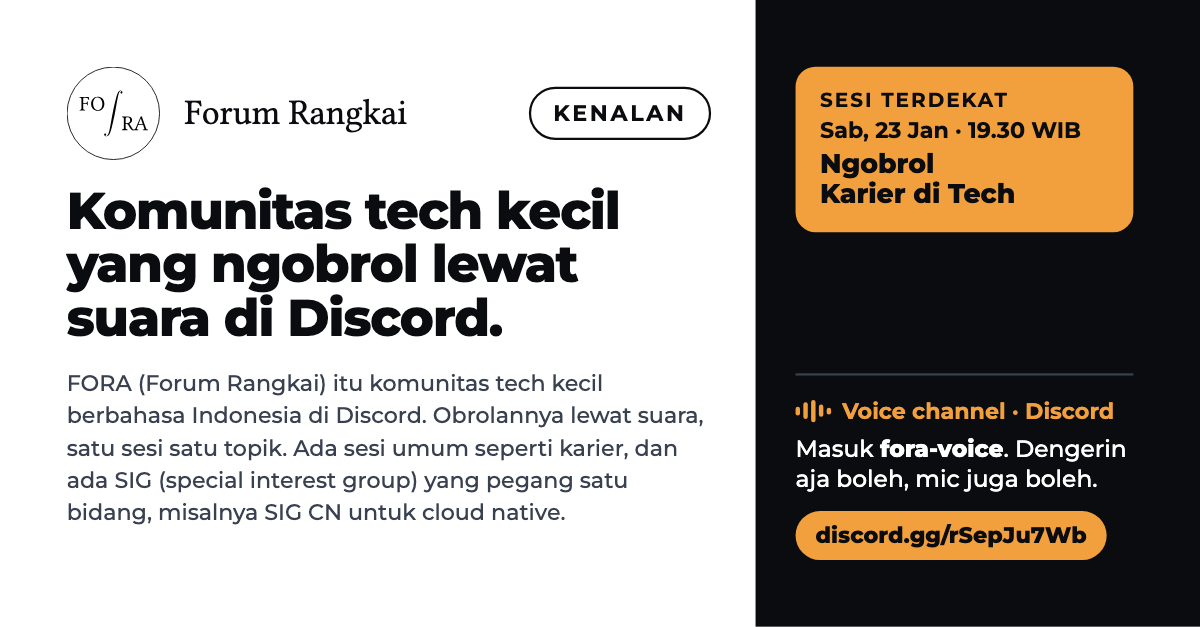 FO
RA
Forum Rangkai
KENALAN
Komunitas tech kecil
yang ngobrol lewat
suara di Discord.
FORA (Forum Rangkai) itu komunitas tech kecil
berbahasa Indonesia di Discord. Obrolannya lewat suara,
satu sesi satu topik. Ada sesi umum seperti karier, dan
ada SIG (special interest group) yang pegang satu
bidang, misalnya SIG CN untuk cloud native.
SESI TERDEKAT
Sab, 23 Jan · 19.30 WIB
Ngobrol
Karier di Tech
Voice channel · Discord
Masuk fora-voice. Dengerin
aja boleh, mic juga boleh.
discord.gg/rSepJu7Wb